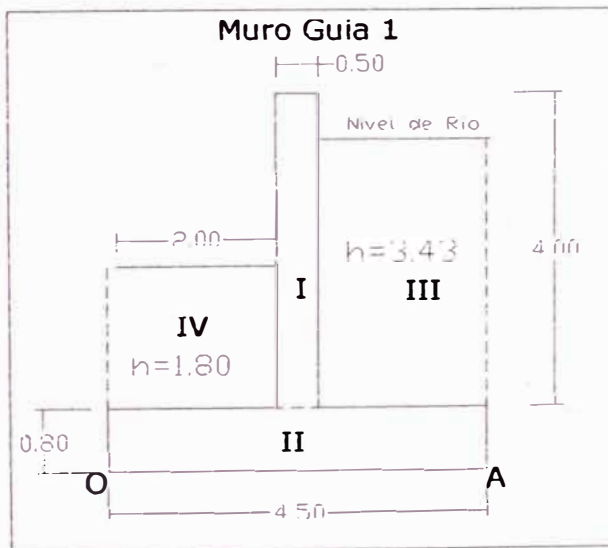 Muro Guia 1
0.50
Nivel de Rio
2.00
h=3.43
4.00
I
III
IV
h=1.80
0.80
II
O
A
4.50